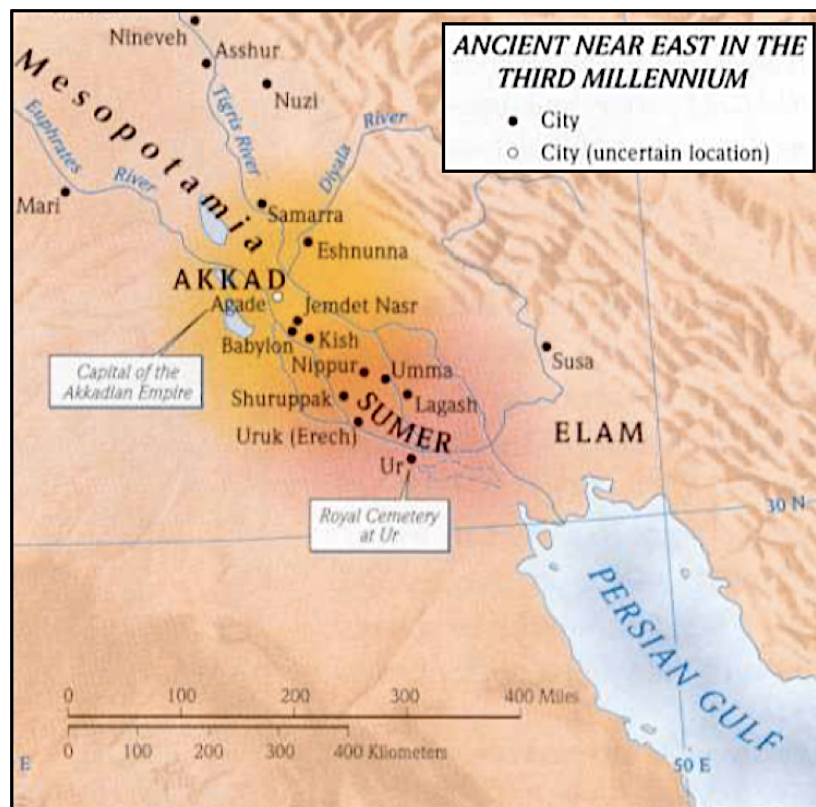 ANCIENT NEAR EAST IN THE
THIRD MILLENNIUM
City
City (uncertain location)
Nineveh
Asshur
Nuzi
Mesopotamia
Tigris River
Euphrates
River
Diyala
River
Mari
Samarra
Eshnunna
AKKAD
Agade
Jemdet Nasr
Babylon
Kish
Capital of the
Akkadian Empire
Nippur
Umma
Susa
Shuruppak
Lagash
SUMER
Uruk (Erech)
ELAM
Ur
Royal Cemetery
at Ur
30 N
PERSIAN GULF
0 100 200 300 400 Miles
0 100 200 300 400 Kilometers
E
50 E